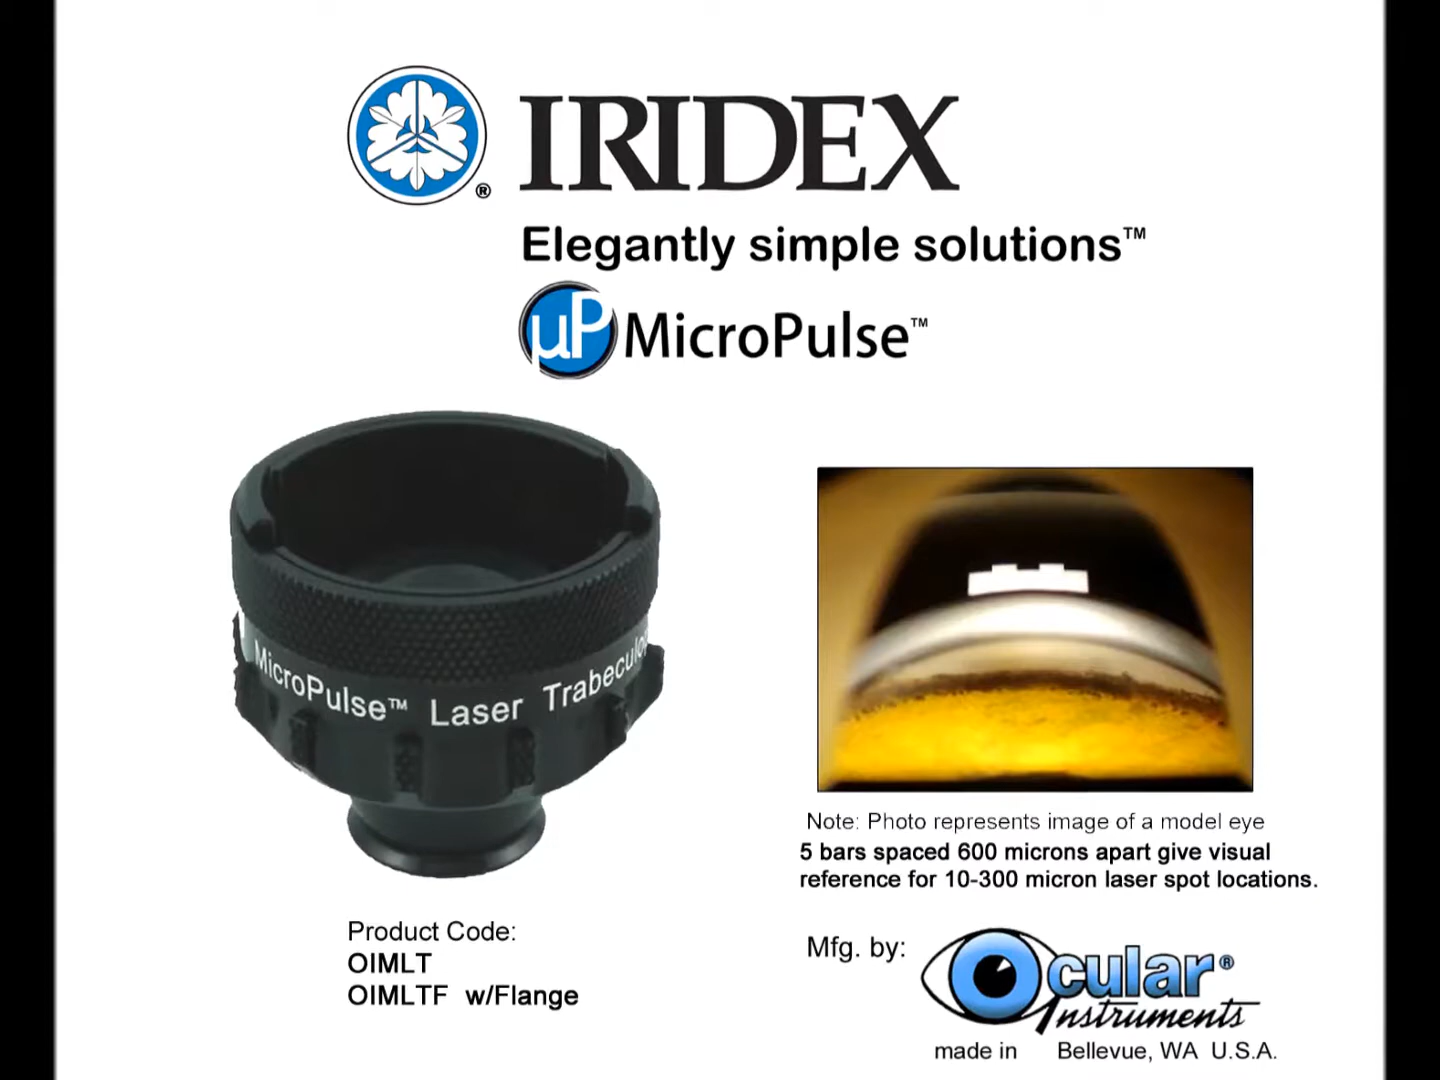 IRIDEX
®
Elegantly simple solutions™
µP MicroPulse™
MicroPulse™ Laser Trabeculo
Note: Photo represents image of a model eye
5 bars spaced 600 microns apart give visual
reference for 10-300 micron laser spot locations.
Product Code:
OIMLT
OIMLTF w/Flange
Mfg. by:
Ocular®
Instruments
made in Bellevue, WA U.S.A.